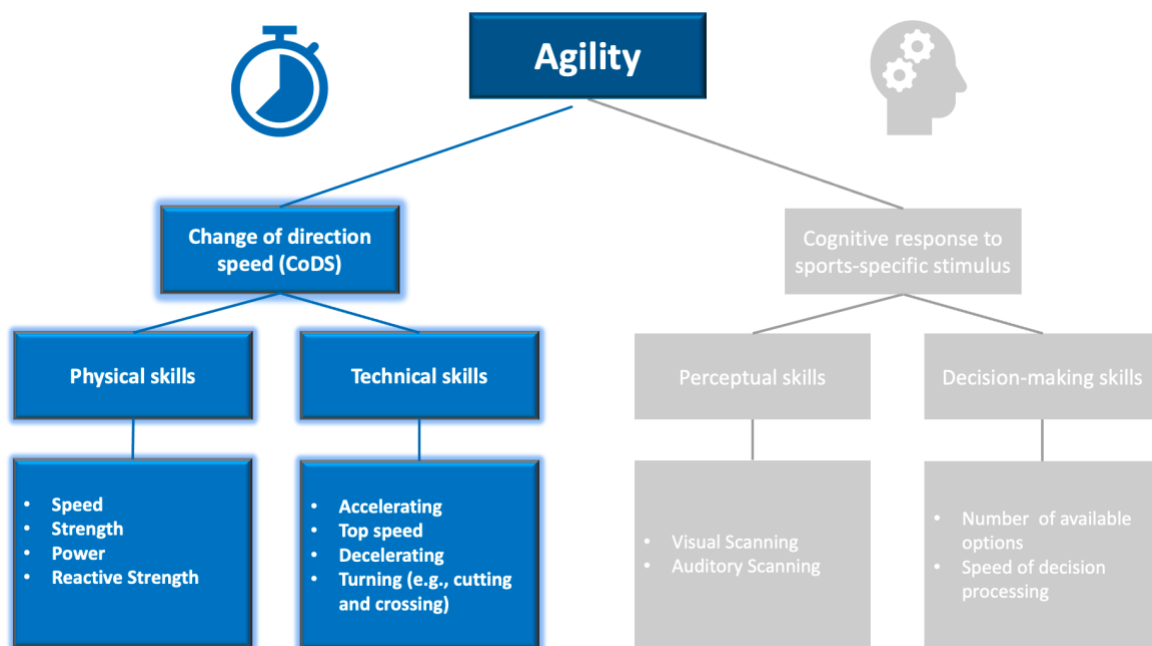 Agility
Change of direction
speed (CoDS)
Cognitive response to
sports-specific stimulus
Physical skills
Technical skills
Perceptual skills
Decision-making skills
• Speed
• Strength
• Power
• Reactive Strength
• Accelerating
• Top speed
• Decelerating
• Turning (e.g., cutting
and crossing)
• Visual Scanning
• Auditory Scanning
• Number of available
options
• Speed of decision
processing